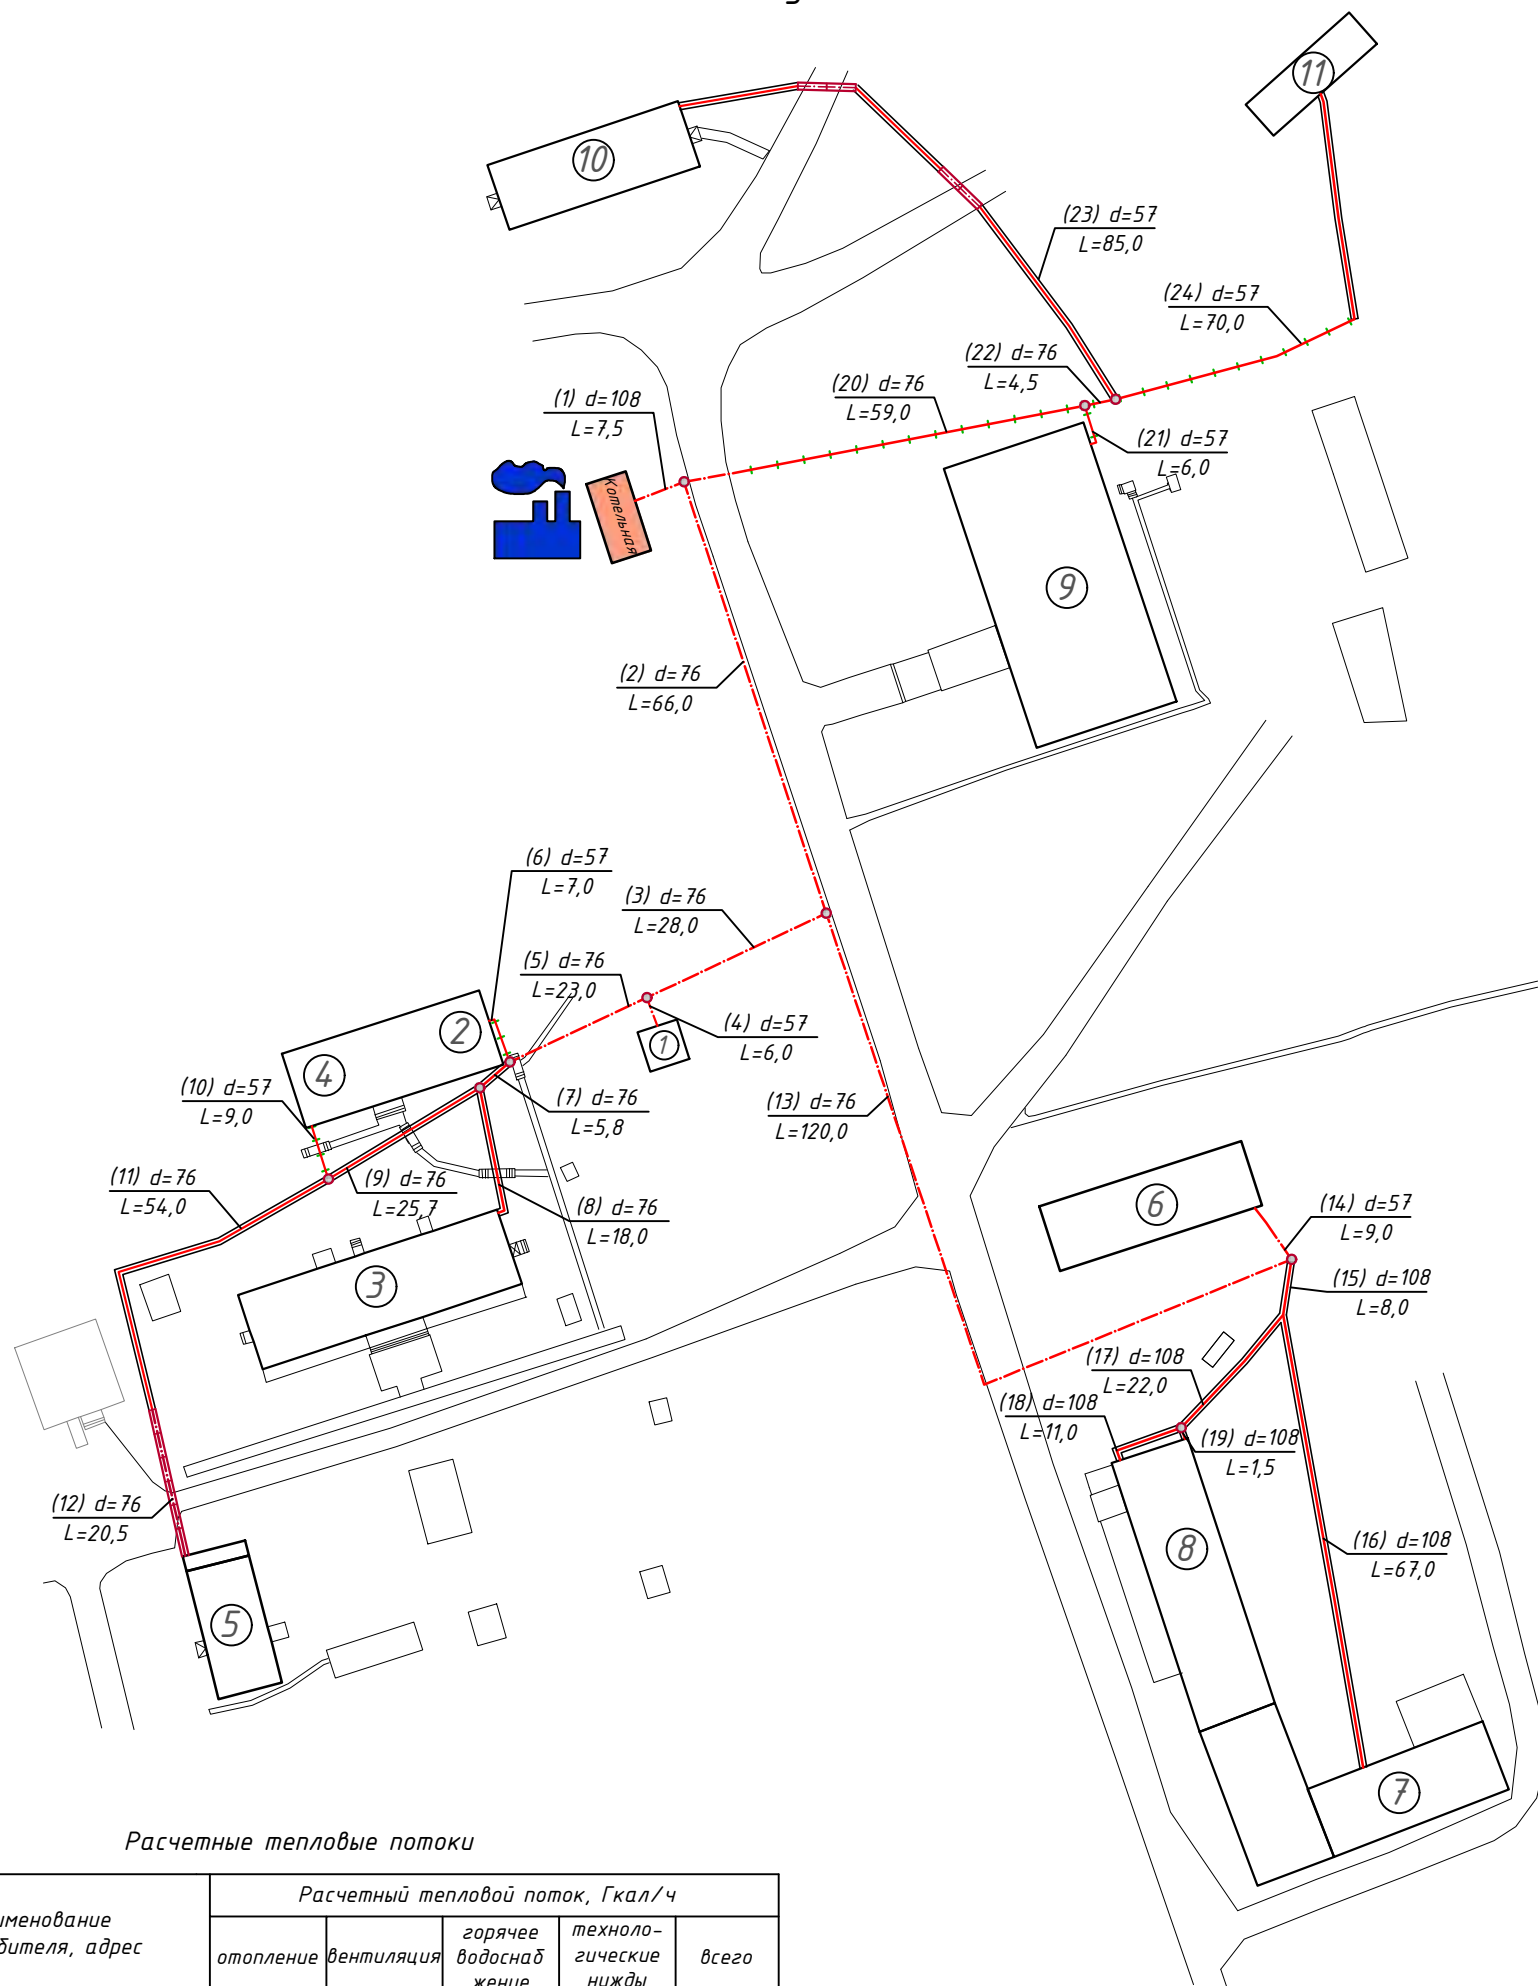 11
10
(23) d=57
L=85,0
(24) d=57
L=70,0
(22) d=76
L=4,5
(20) d=76
L=59,0
(1) d=108
L=7,5
(21) d=57
L=6,0
Котельная
9
(2) d=76
L=66,0
(6) d=57
L=7,0
(3) d=76
L=28,0
(5) d=76
L=23,0
2
(4) d=57
L=6,0
1
4
(10) d=57
L=9,0
(7) d=76
L=5,8
(13) d=76
L=120,0
(11) d=76
L=54,0
(9) d=76
L=25,7
(8) d=76
L=18,0
6
(14) d=57
L=9,0
3
(15) d=108
L=8,0
(17) d=108
L=22,0
(18) d=108
L=11,0
(19) d=108
L=1,5
(12) d=76
L=20,5
8
(16) d=108
L=67,0
5
7
Расчетные тепловые потоки
Расчетный тепловой поток, Гкал/ч
именование
бителя, адрес
отопление
вентиляция
горячее
водоснаб
жение
техноло-
гические
нижды
всего